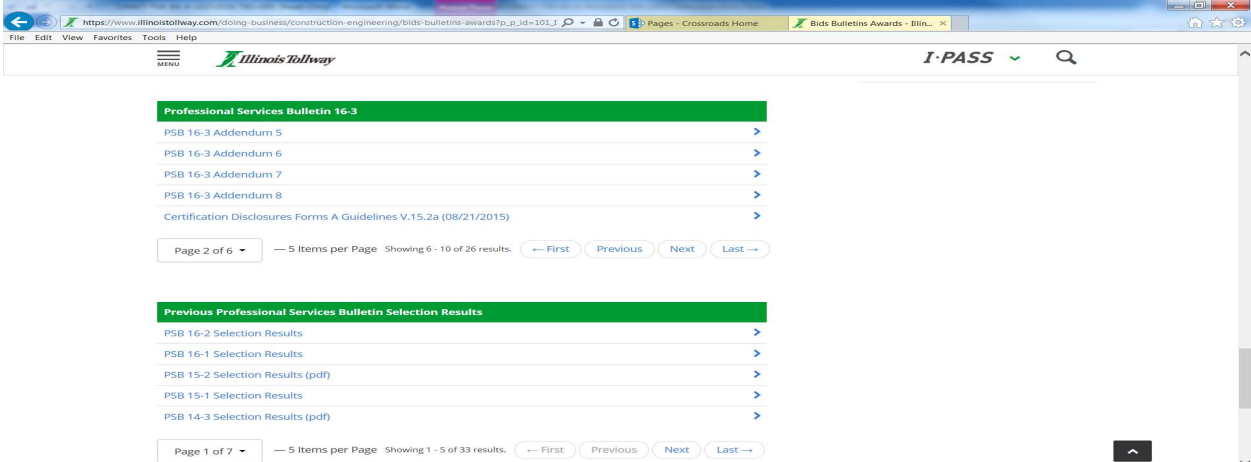 https://www.illinoistollway.com/doing-business/construction-engineering/bids-bulletins-awards?p_p_id=101_I
Pages - Crossroads Home
Bids Bulletins Awards - Illin...
File Edit View Favorites Tools Help
MENU
Illinois Tollway
I·PASS
Professional Services Bulletin 16-3
PSB 16-3 Addendum 5
PSB 16-3 Addendum 6
PSB 16-3 Addendum 7
PSB 16-3 Addendum 8
Certification Disclosures Forms A Guidelines V.15.2a (08/21/2015)
Page 2 of 6 — 5 Items per Page Showing 6 - 10 of 26 results. ← First Previous Next Last →
Previous Professional Services Bulletin Selection Results
PSB 16-2 Selection Results
PSB 16-1 Selection Results
PSB 15-2 Selection Results (pdf)
PSB 15-1 Selection Results
PSB 14-3 Selection Results (pdf)
Page 1 of 7 — 5 Items per Page Showing 1 - 5 of 33 results. ← First Previous Next Last →